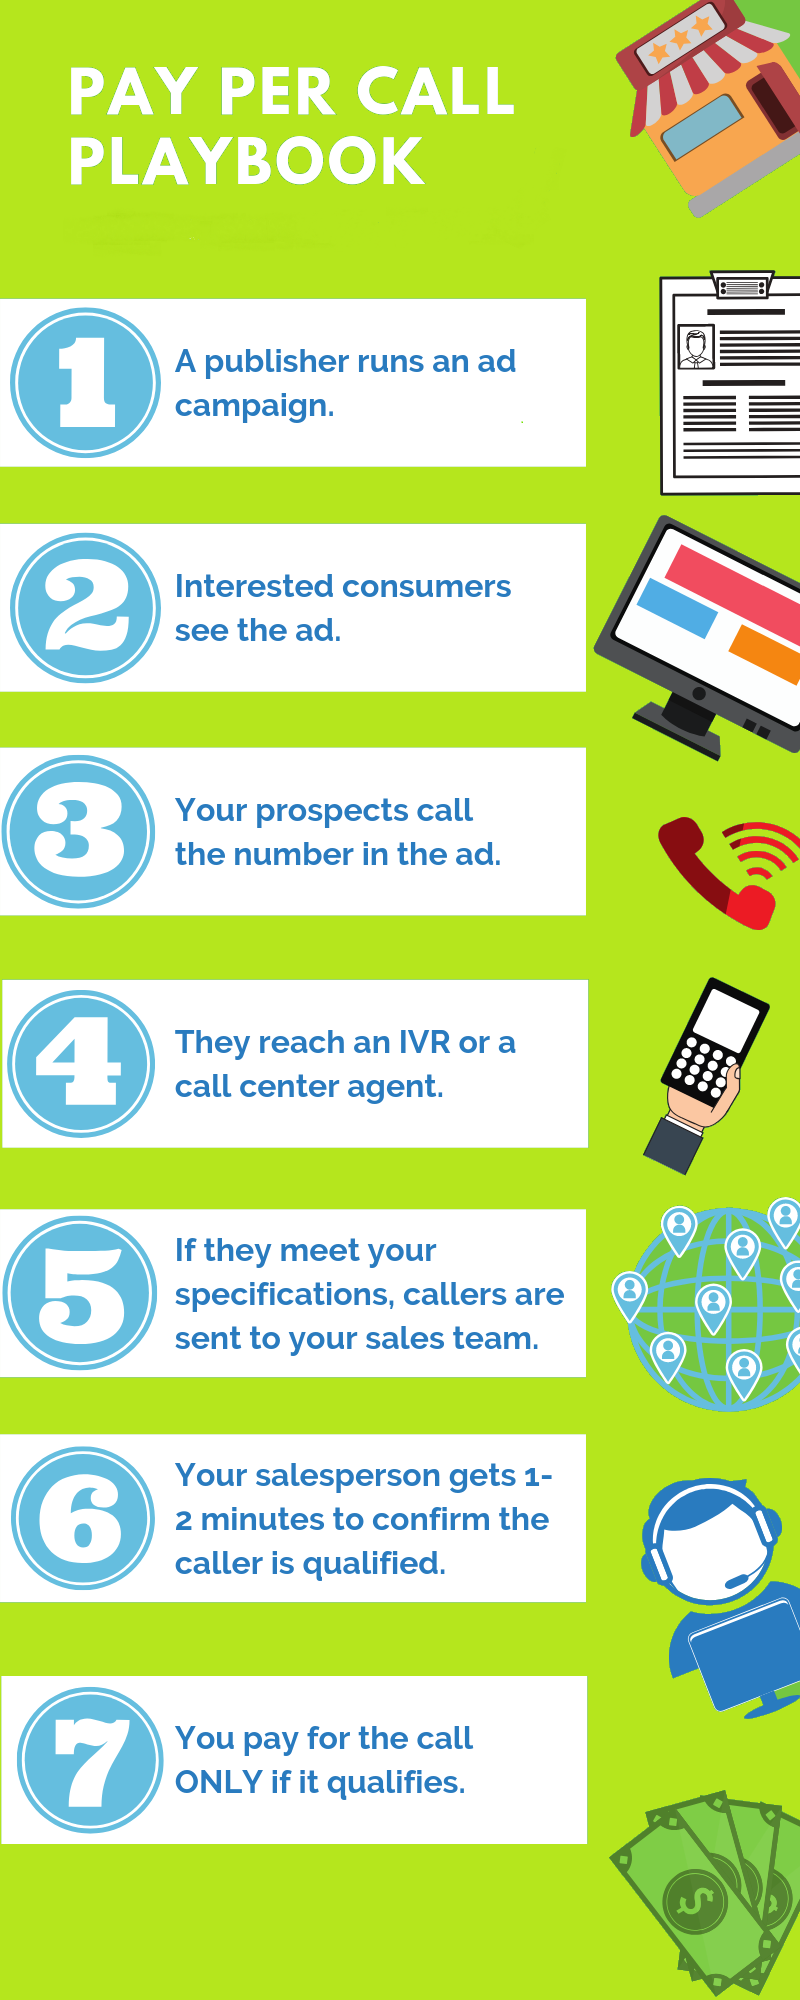 PAY PER CALL
PLAYBOOK
1
A publisher runs an ad
campaign.
2
Interested consumers
see the ad.
3
Your prospects call
the number in the ad.
4
They reach an IVR or a
call center agent.
5
If they meet your
specifications, callers are
sent to your sales team.
6
Your salesperson gets 1-
2 minutes to confirm the
caller is qualified.
7
You pay for the call
ONLY if it qualifies.
$